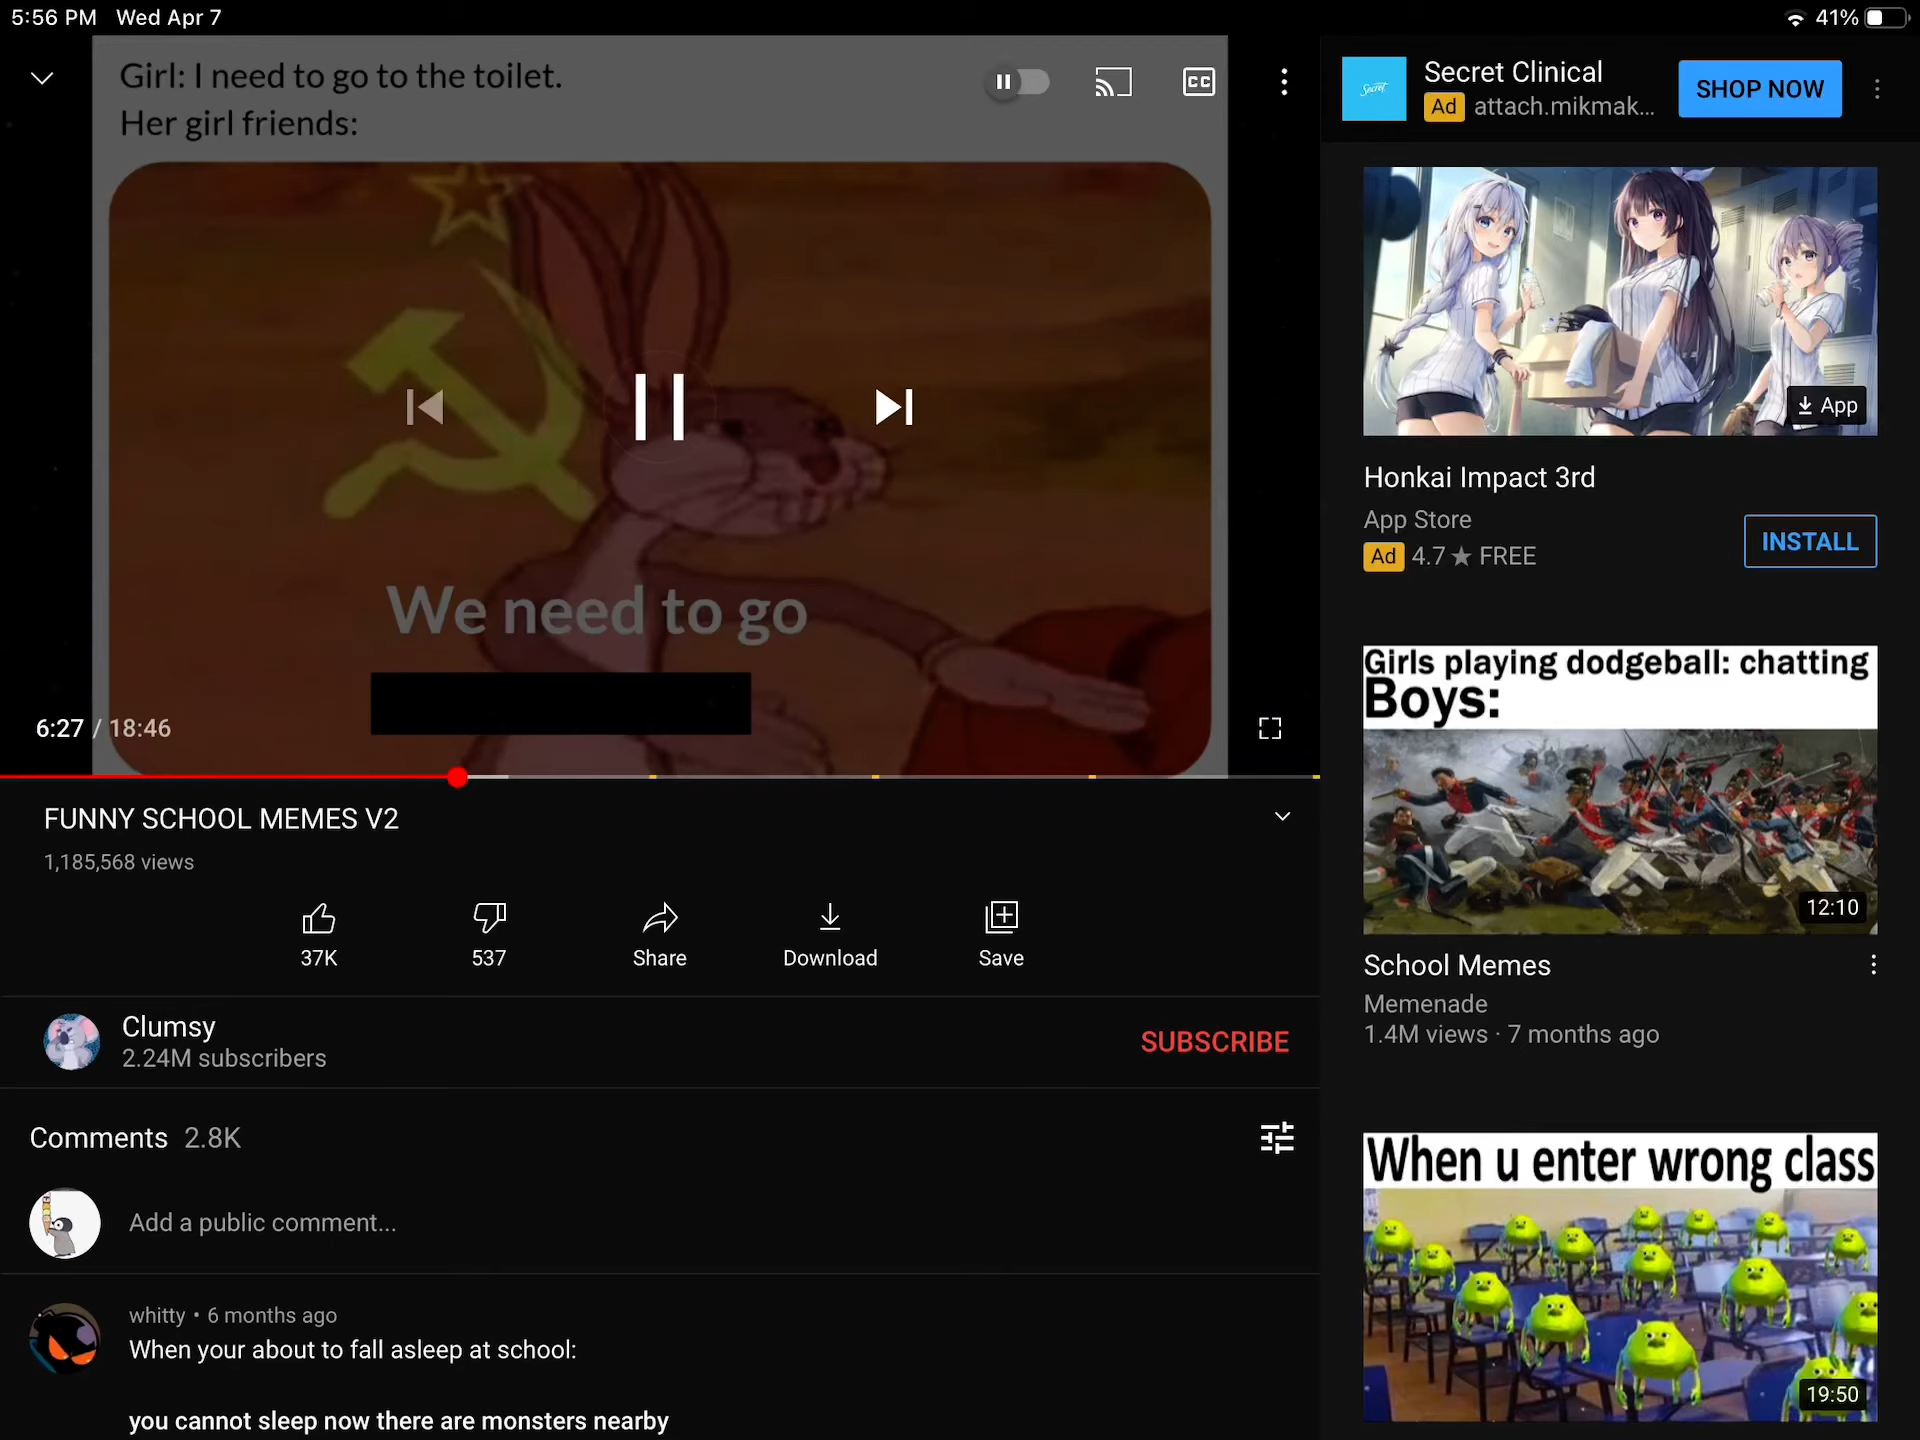 5:56 PM Wed Apr 7
41%
Girl: I need to go to the toilet.
Her girl friends:
CC
We need to go
6:27 / 18:46
FUNNY SCHOOL MEMES V2
1,185,568 views
37K
537
Share
Download
Save
Clumsy
2.24M subscribers
SUBSCRIBE
Comments 2.8K
Add a public comment...
whitty • 6 months ago
When your about to fall asleep at school:
you cannot sleep now there are monsters nearby
Secret
Secret Clinical
Ad attach.mikmak...
SHOP NOW
App
Honkai Impact 3rd
App Store
Ad 4.7 ★ FREE
INSTALL
Girls playing dodgeball: chatting
Boys:
12:10
School Memes
Memenade
1.4M views · 7 months ago
When u enter wrong class
19:50